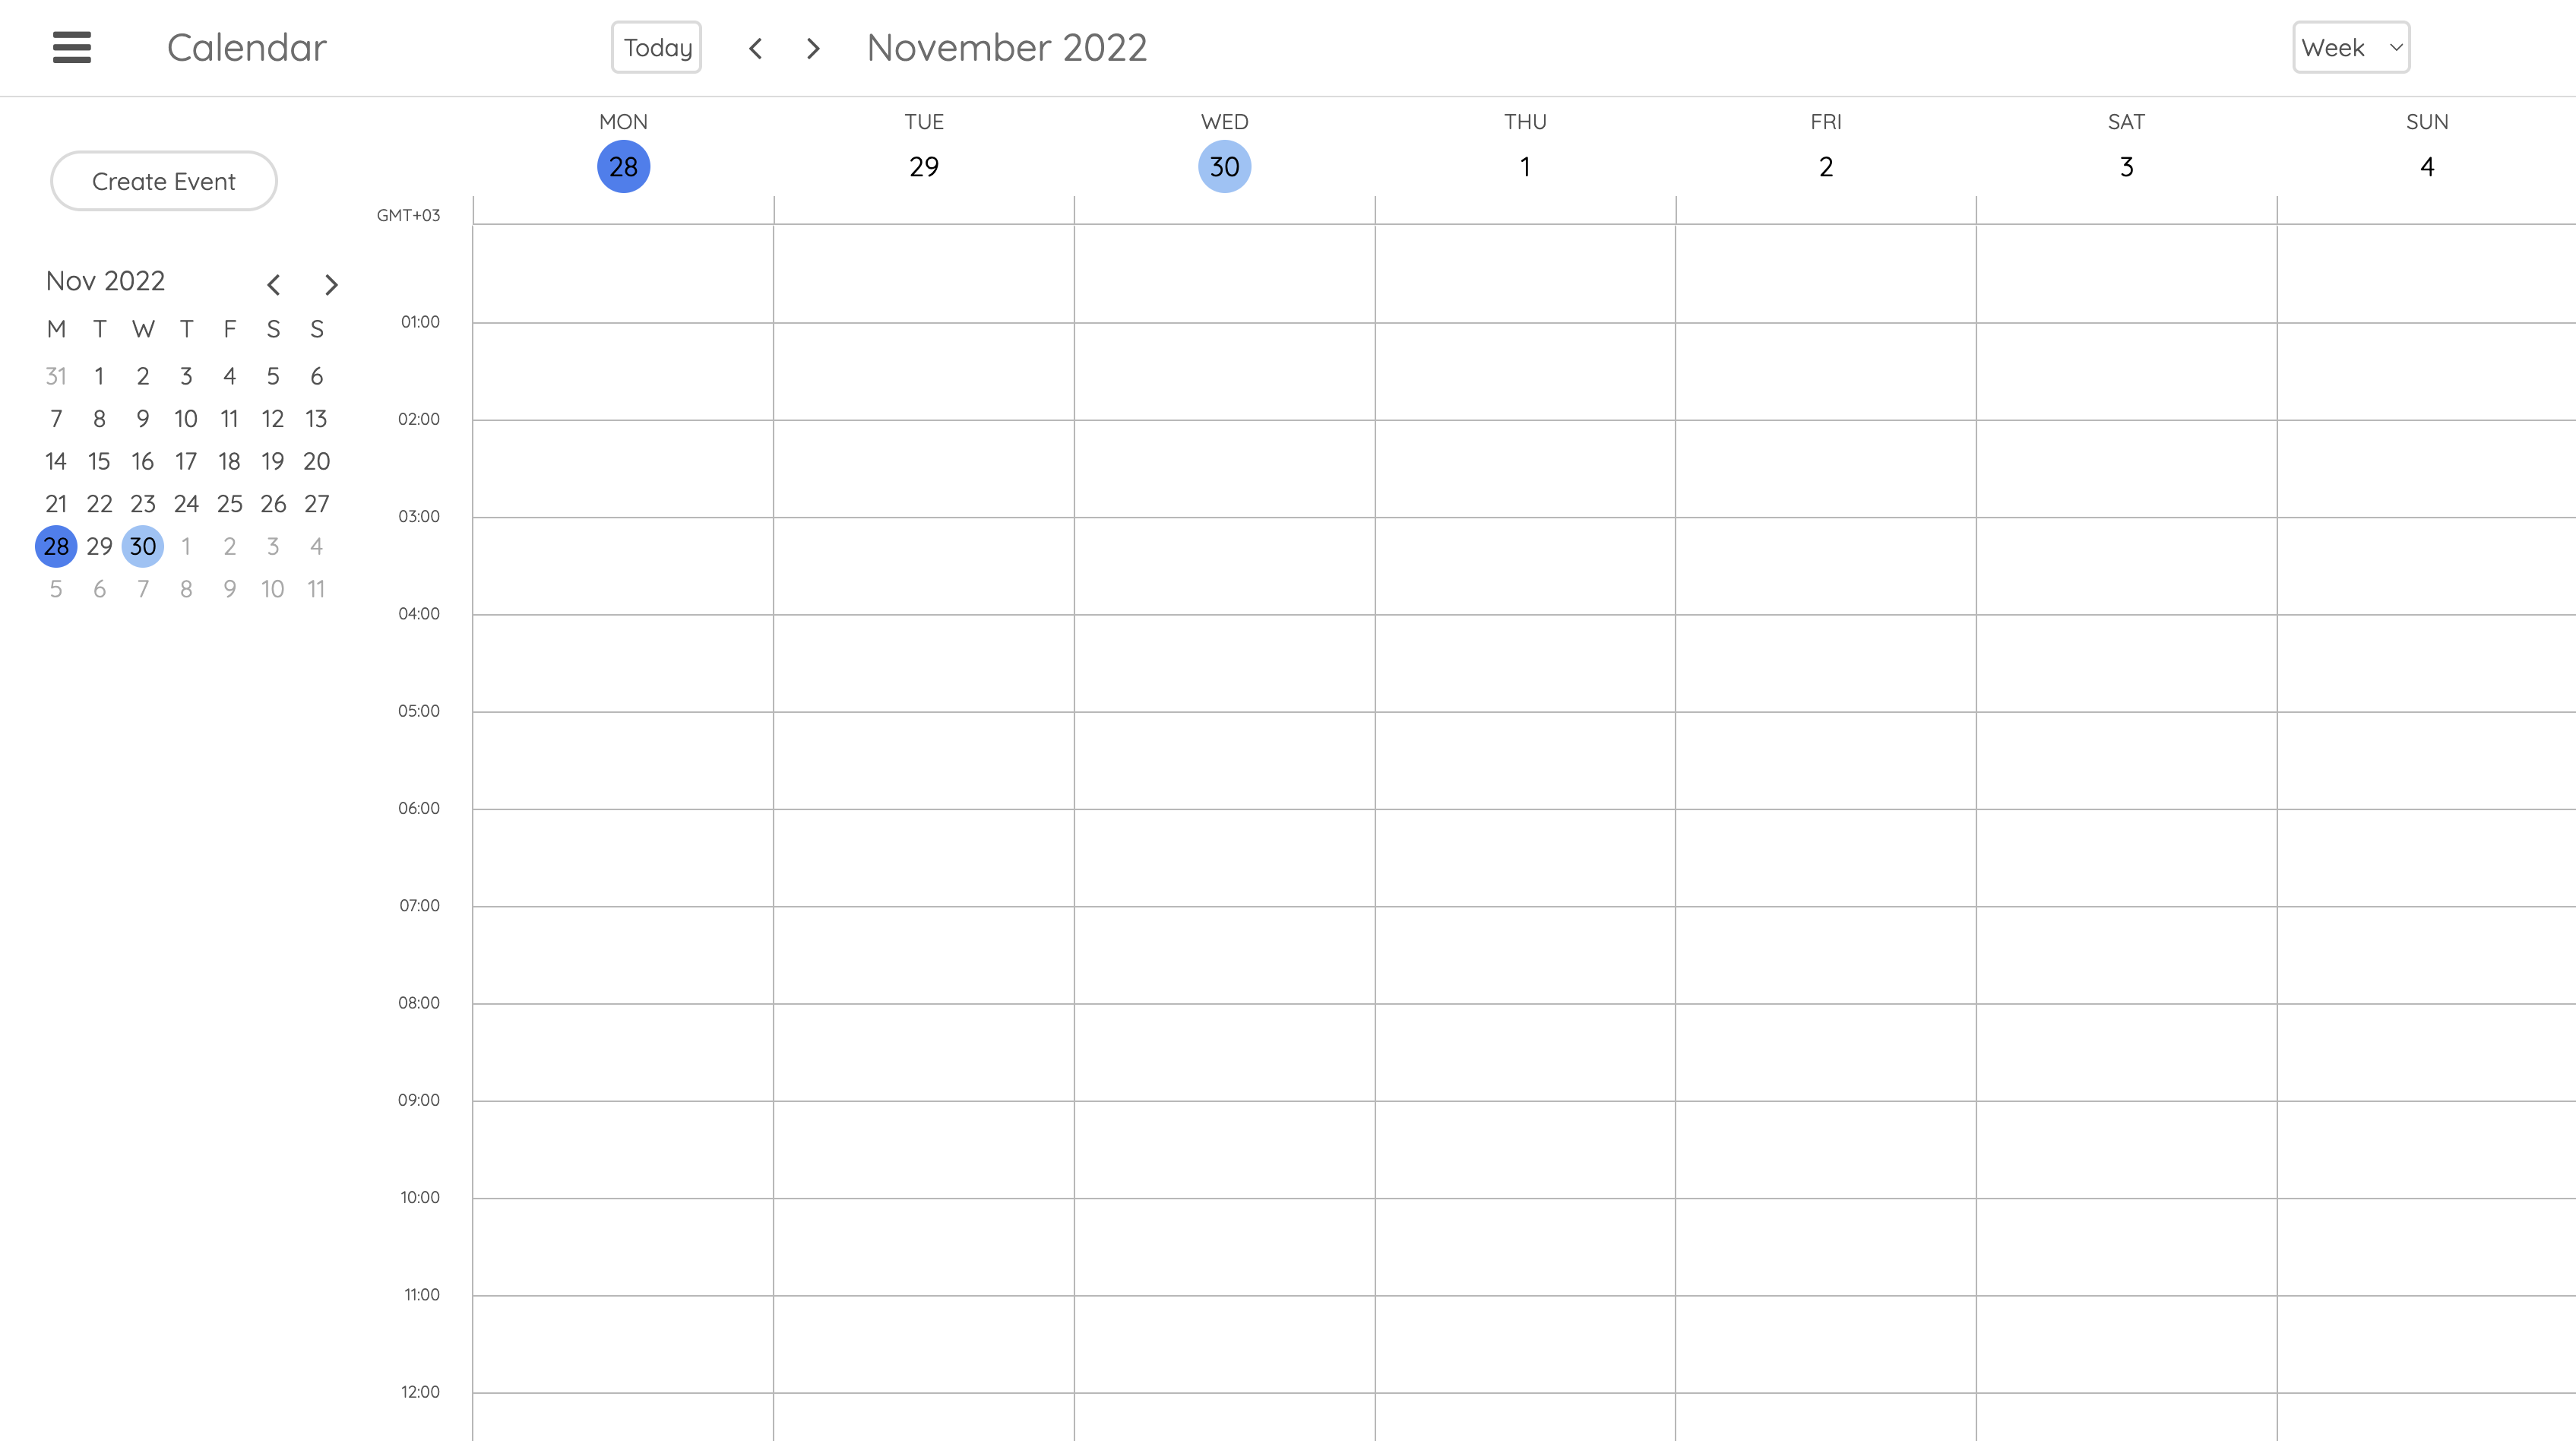 Calendar
Today
November 2022
Week
Create Event
MON TUE WED THU FRI SAT SUN
28 29 30 1 2 3 4
GMT+03
Nov 2022
M T W T F S S
31 1 2 3 4 5 6
7 8 9 10 11 12 13
14 15 16 17 18 19 20
21 22 23 24 25 26 27
28 29 30 1 2 3 4
5 6 7 8 9 10 11
01:00
02:00
03:00
04:00
05:00
06:00
07:00
08:00
09:00
10:00
11:00
12:00